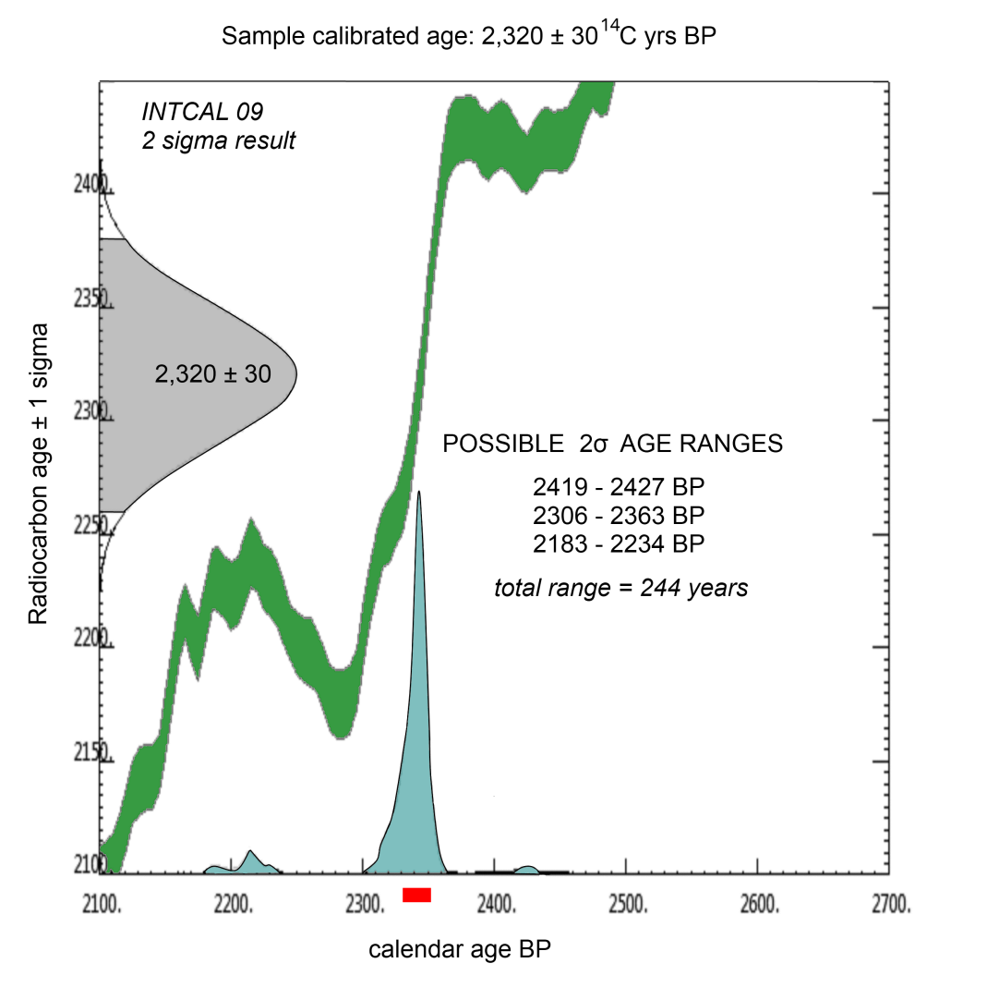 Sample calibrated age: 2,320 ± 30 14C yrs BP
INTCAL 09
2 sigma result
2400.
2350.
2300.
2250.
2200.
2150.
2100
Radiocarbon age ± 1 sigma
2,320 ± 30
POSSIBLE 2σ AGE RANGES
2419 - 2427 BP
2306 - 2363 BP
2183 - 2234 BP
total range = 244 years
2100. 2200. 2300. 2400. 2500. 2600. 2700.
calendar age BP